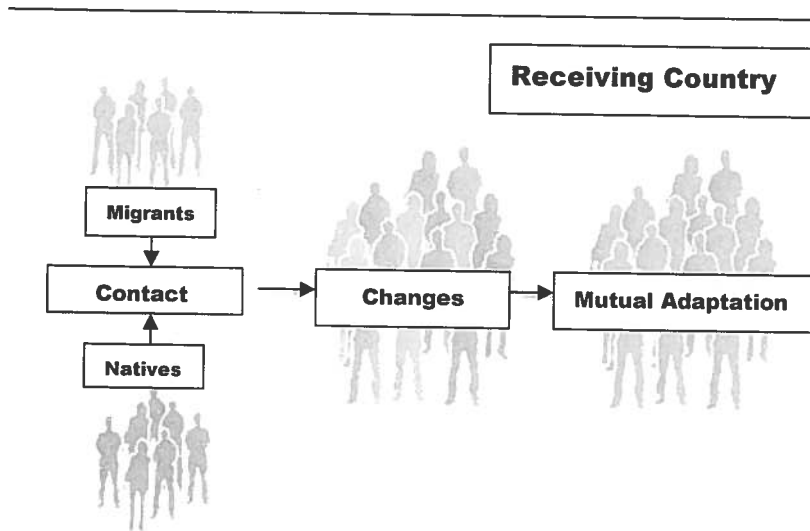 Receiving Country
Migrants
Contact
Changes
Mutual Adaptation
Natives